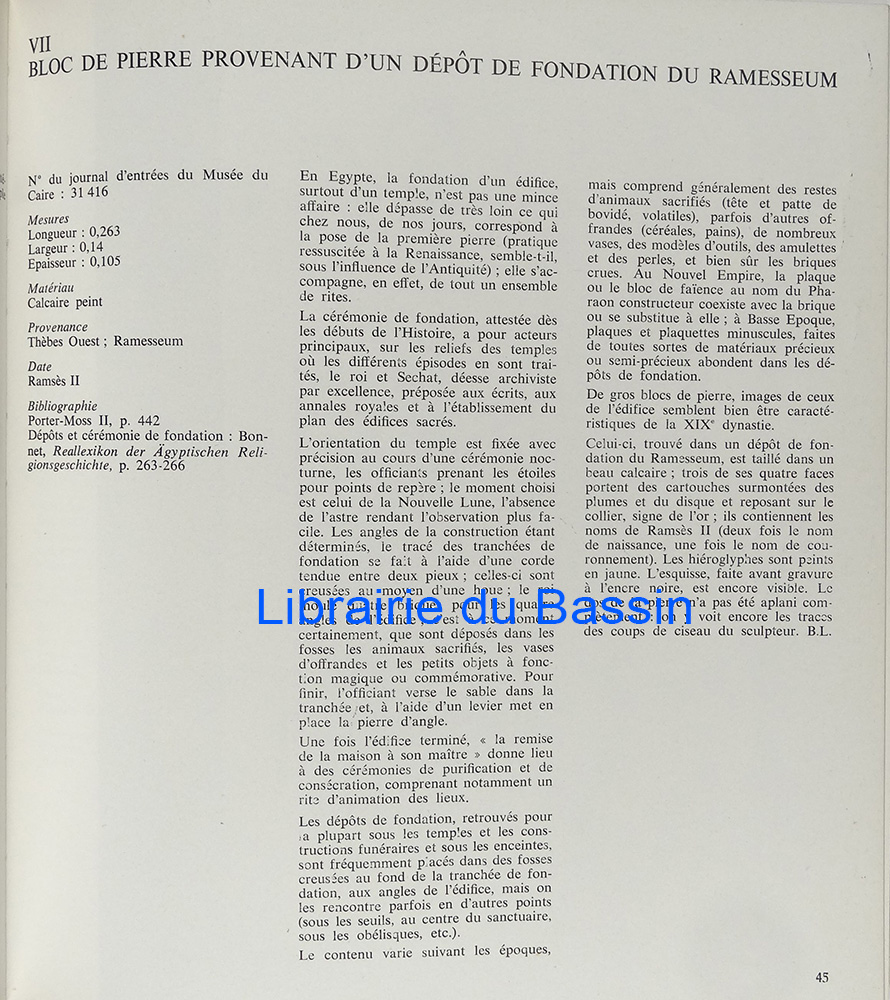 VII
BLOC DE PIERRE PROVENANT D'UN DÉPÔT DE FONDATION DU RAMESSEUM
N° du journal d'entrées du Musée du
Caire : 31 416
Mesures
Longueur : 0,263
Largeur : 0,14
Epaisseur : 0,105
Matériau
Calcaire peint
Provenance
Thèbes Ouest ; Ramesseum
Date
Ramsès II
Bibliographie
Porter-Moss II, p. 442
Dépôts et cérémonie de fondation : Bon-
net, Reallexikon der Ägyptischen Reli-
gionsgeschichte, p. 263-266
En Egypte, la fondation d'un édifice,
surtout d'un temple, n'est pas une mince
affaire : elle dépasse de très loin ce qui
chez nous, de nos jours, correspond à
la pose de la première pierre (pratique
ressuscitée à la Renaissance, semble-t-il,
sous l'influence de l'Antiquité) ; elle s'ac-
compagne, en effet, de tout un ensemble
de rites.
La cérémonie de fondation, attestée dès
les débuts de l'Histoire, a pour acteurs
principaux, sur les reliefs des temples
où les différents épisodes en sont trai-
tés, le roi et Sechat, déesse archiviste
par excellence, préposée aux écrits, aux
annales royales et à l'établissement du
plan des édifices sacrés.
L'orientation du temple est fixée avec
précision au cours d'une cérémonie noc-
turne, les officiants prenant les étoiles
pour points de repère ; le moment choisi
est celui de la Nouvelle Lune, l'absence
de l'astre rendant l'observation plus fa-
cile. Les angles de la construction étant
déterminés, le tracé des tranchées de
fondation se fait à l'aide d'une corde
tendue entre deux pieux ; celles-ci sont
creusées au moyen d'une houe ; le roi
moule quatre briques pour les quatre
angles de l'édifice c'est à ce moment
certainement, que sont déposés dans les
fosses les animaux sacrifiés, les vases
d'offrandes et les petits objets à fonc-
tion magique ou commémorative. Pour
finir, l'officiant verse le sable dans la
tranchée et, à l'aide d'un levier met en
place la pierre d'angle.
Une fois l'édifice terminé, « la remise
de la maison à son maître » donne lieu
à des cérémonies de purification et de
consécration, comprenant notamment un
rite d'animation des lieux.
Les dépôts de fondation, retrouvés pour
la plupart sous les temples et les cons-
tructions funéraires et sous les enceintes,
sont fréquemment placés dans des fosses
creusées au fond de la tranchée de fon-
dation, aux angles de l'édifice, mais on
les rencontre parfois en d'autres points
(sous les seuils, au centre du sanctuaire,
sous les obélisques, etc.).
Le contenu varie suivant les époques,
mais comprend généralement des restes
d'animaux sacrifiés (tête et patte de
bovidé, volatiles), parfois d'autres of-
frandes (céréales, pains), de nombreux
vases, des modèles d'outils, des amulettes
et des perles, et bien sûr les briques
crues. Au Nouvel Empire, la plaque
ou le bloc de faïence au nom du Pha-
raon constructeur coexiste avec la brique
ou se substitue à elle ; à Basse Epoque,
plaques et plaquettes minuscules, faites
de toutes sortes de matériaux précieux
ou semi-précieux abondent dans les dé-
pôts de fondation.
De gros blocs de pierre, images de ceux
de l'édifice semblent bien être caracté-
ristiques de la XIXe dynastie.
Celui-ci, trouvé dans un dépôt de fon-
dation du Ramesseum, est taillé dans un
beau calcaire ; trois de ses quatre faces
portent des cartouches surmontées des
plumes et du disque et reposant sur le
collier, signe de l'or ; ils contiennent les
noms de Ramsès II (deux fois le nom
de naissance, une fois le nom de cou-
ronnement). Les hiéroglyphes sont peints
en jaune. L'esquisse, faite avant gravure
à l'encre noire, est encore visible. Le
dos de la pierre n'a pas été aplani com-
plètement : on y voit encore les traces
des coups de ciseau du sculpteur. B.L.
Librairie du Bassin
45